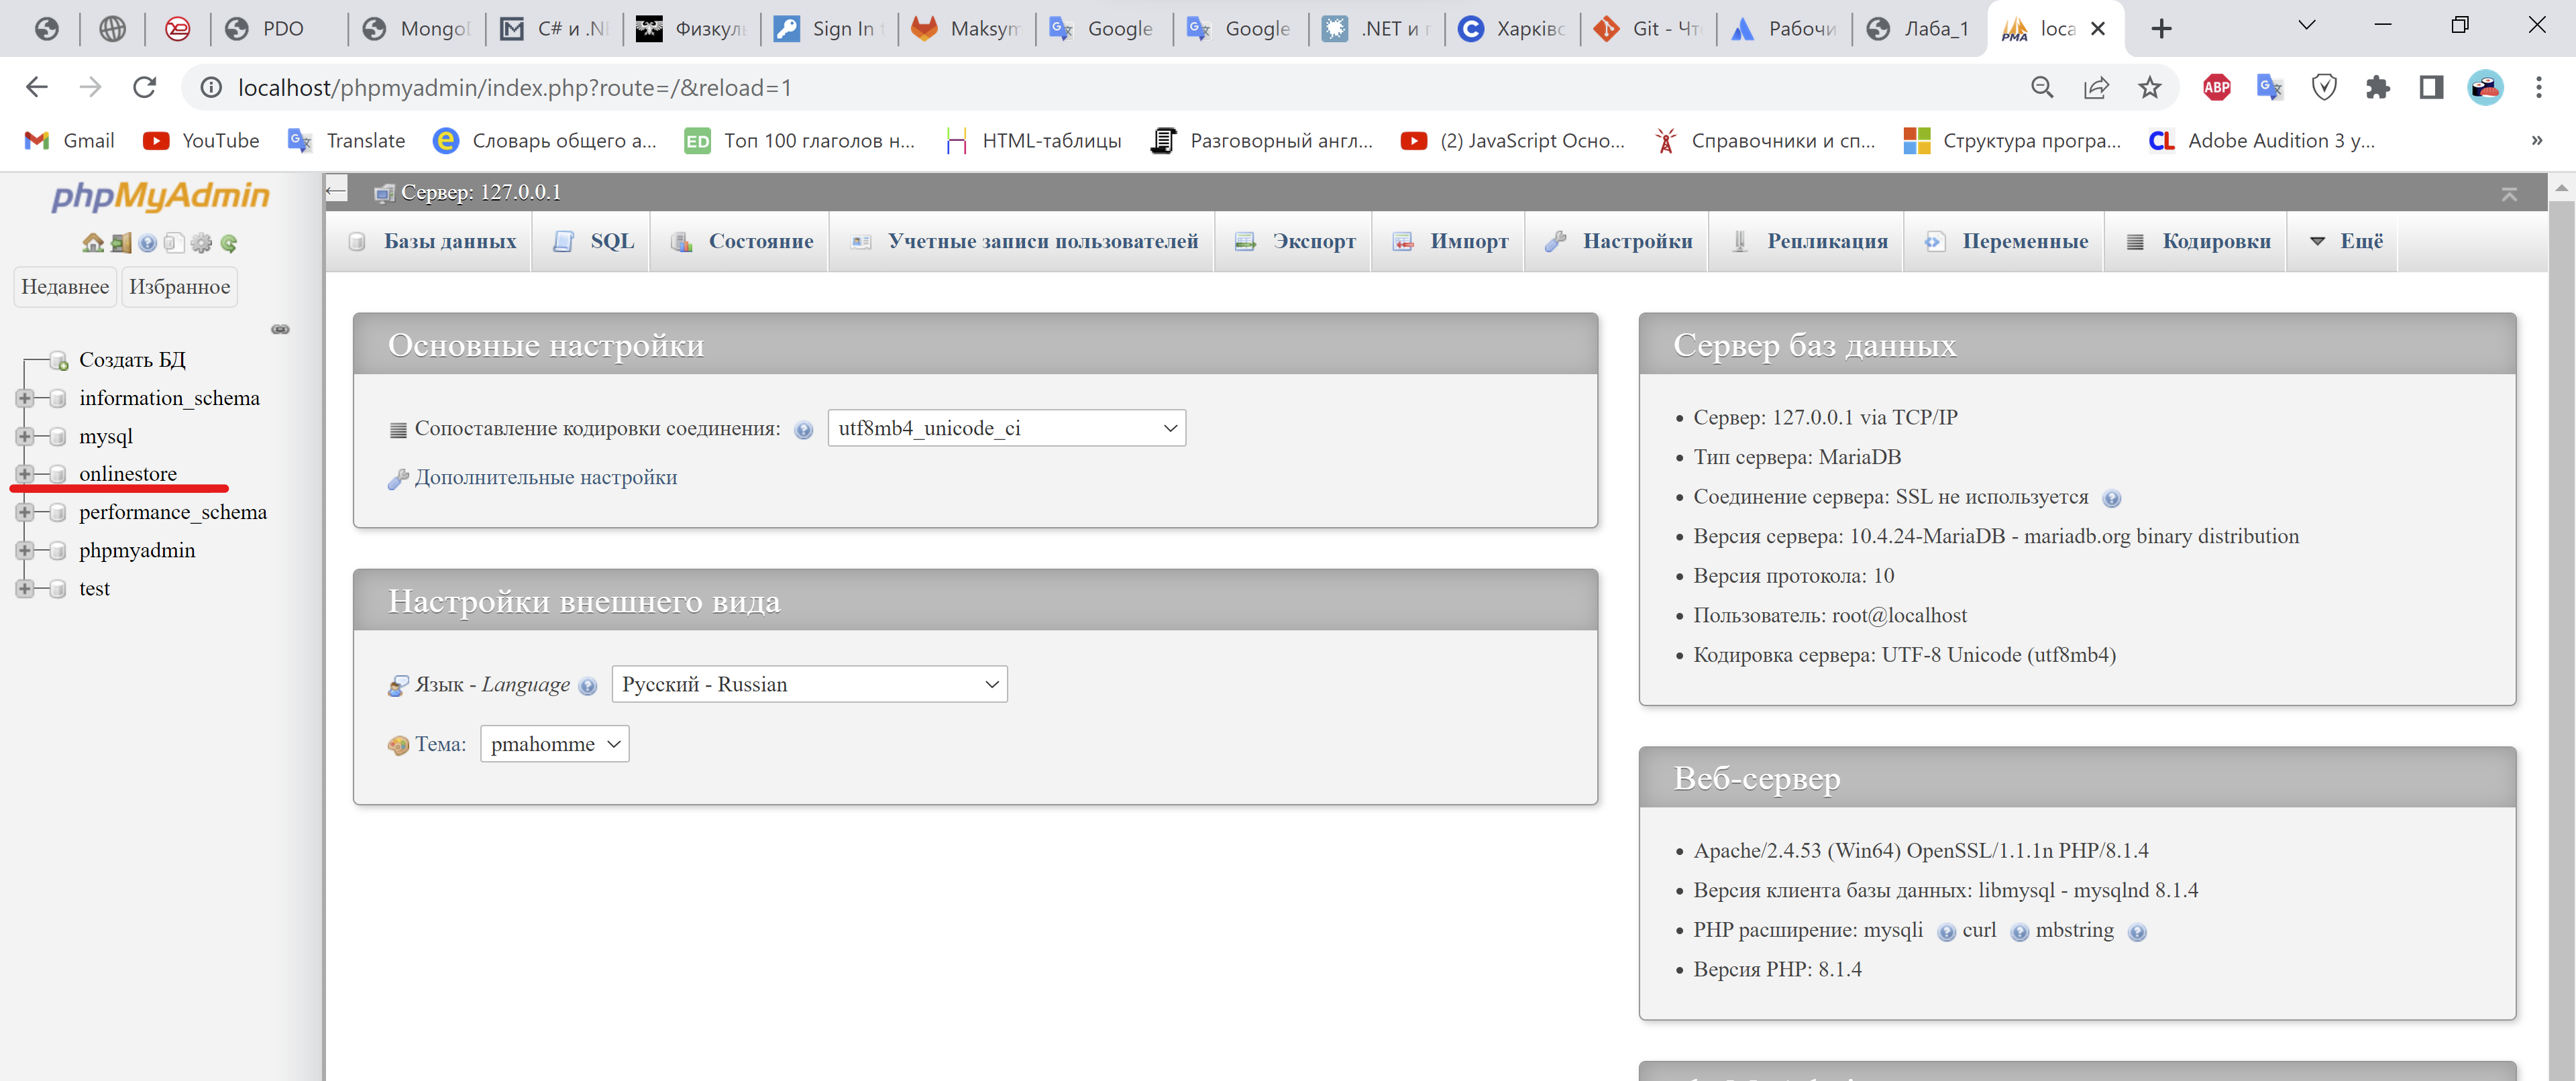 PDO
C# и .N
Sign In
Maksym
Google
Google
.NET и
Git - Чт
Рабочи
Лаба_1
loca
localhost/phpmyadmin/index.php?route=/&reload=1
ABP
Gmail
YouTube
Translate
Словарь общего а...
ED
Топ 100 глаголов н...
HTML-таблицы
Разговорный англ...
(2) JavaScript Осно...
Справочники и сп...
Структура програ...
CL
Adobe Audition 3 у...
»
phpMyAdmin
Недавнее
Избранное
Создать БД
information_schema
mysql
onlinestore
performance_schema
phpmyadmin
test
Сервер: 127.0.0.1
Базы данных
SQL
Состояние
Учетные записи пользователей
Экспорт
Импорт
Настройки
Репликация
Переменные
Кодировки
Ещё
Основные настройки
Сопоставление кодировки соединения:
utf8mb4_unicode_ci
Дополнительные настройки
Настройки внешнего вида
Язык - Language
Русский - Russian
Тема:
pmahomme
Сервер баз данных
• Сервер: 127.0.0.1 via TCP/IP
• Тип сервера: MariaDB
• Соединение сервера: SSL не используется
• Версия сервера: 10.4.24-MariaDB - mariadb.org binary distribution
• Версия протокола: 10
• Пользователь: root@localhost
• Кодировка сервера: UTF-8 Unicode (utf8mb4)
Веб-сервер
• Apache/2.4.53 (Win64) OpenSSL/1.1.1n PHP/8.1.4
• Версия клиента базы данных: libmysql - mysqlnd 8.1.4
• PHP расширение: mysqli curl mbstring
• Версия PHP: 8.1.4